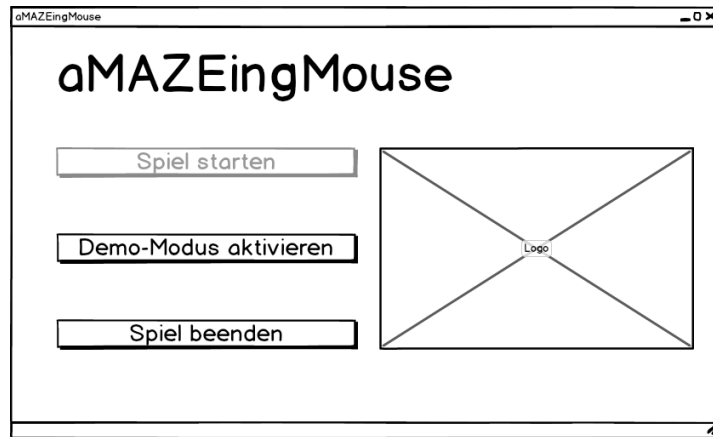 aMAZEingMouse
aMAZEingMouse
Spiel starten
Demo-Modus aktivieren
Logo
Spiel beenden